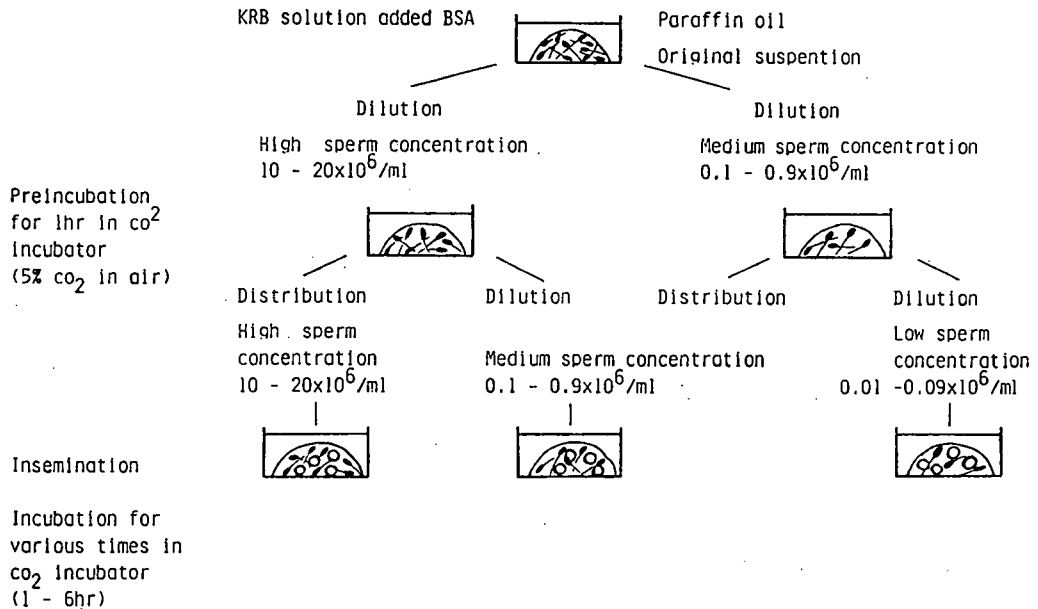 KRB solution added BSA
Paraffin oil
Original suspention
Dilution
Dilution
High sperm concentration
10 - 20x10⁶/ml
Medium sperm concentration
0.1 - 0.9x10⁶/ml
Preincubation
for 1hr in co²
incubator
(5% co₂ in air)
Distribution
Dilution
Distribution
Dilution
High sperm
concentration
10 - 20x10⁶/ml
Medium sperm concentration
0.1 - 0.9x10⁶/ml
Low sperm
concentration
0.01 -0.09x10⁶/ml
Insemination
Incubation for
various times in
co₂ incubator
(1 - 6hr)